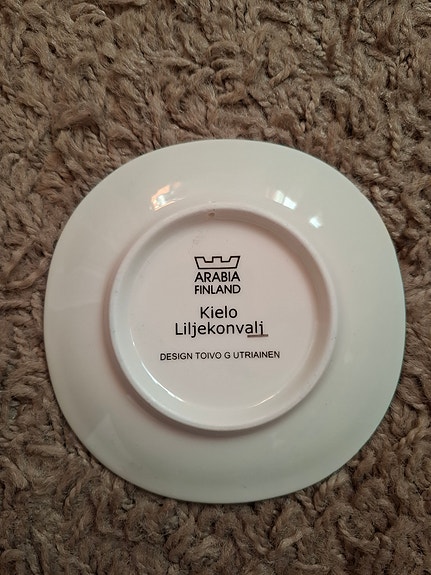 ARABIA
FINLAND
Kielo
Liljekonvalj
DESIGN TOIVO G UTRIAINEN